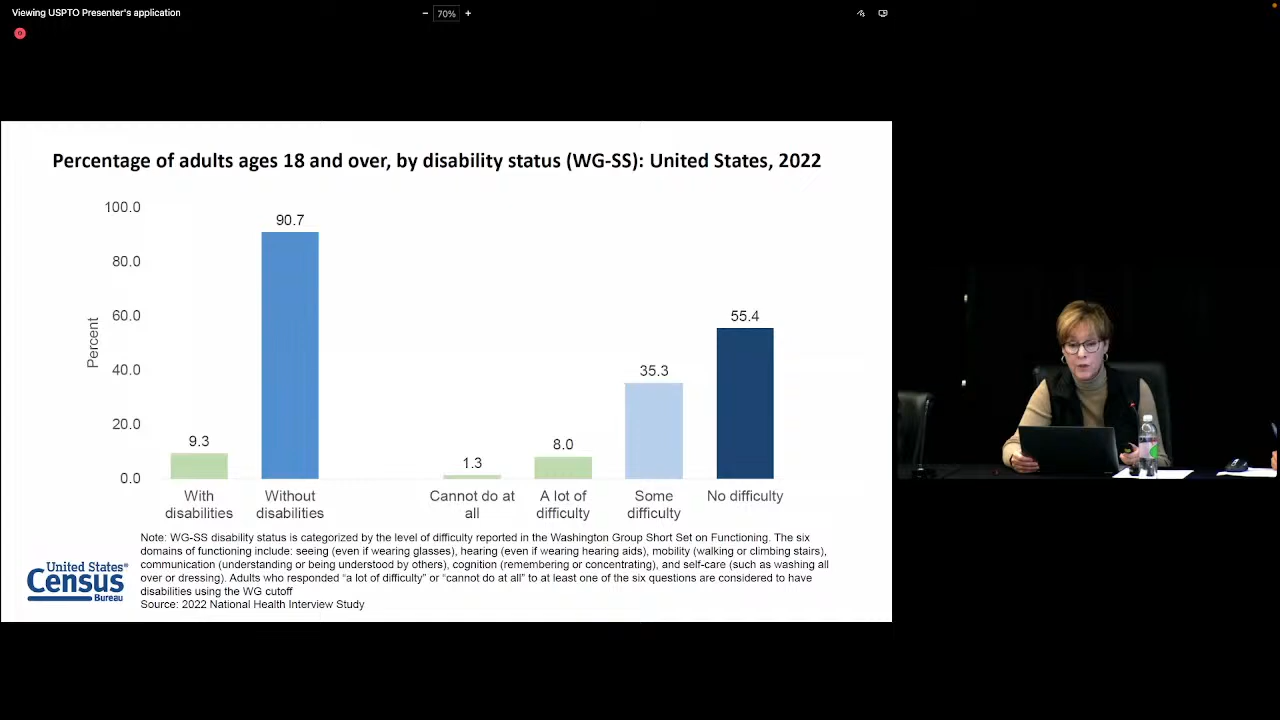 Viewing USPTO Presenter's application
− 70% +
Percentage of adults ages 18 and over, by disability status (WG-SS): United States, 2022
Percent
100.0
80.0
60.0
40.0
20.0
0.0
9.3
90.7
1.3
8.0
35.3
55.4
With disabilities
Without disabilities
Cannot do at all
A lot of difficulty
Some difficulty
No difficulty
Note: WG-SS disability status is categorized by the level of difficulty reported in the Washington Group Short Set on Functioning. The six
domains of functioning include: seeing (even if wearing glasses), hearing (even if wearing hearing aids), mobility (walking or climbing stairs),
communication (understanding or being understood by others), cognition (remembering or concentrating), and self-care (such as washing all
over or dressing). Adults who responded “a lot of difficulty” or “cannot do at all” to at least one of the six questions are considered to have
disabilities using the WG cutoff
Source: 2022 National Health Interview Study
United States®
Census
Bureau